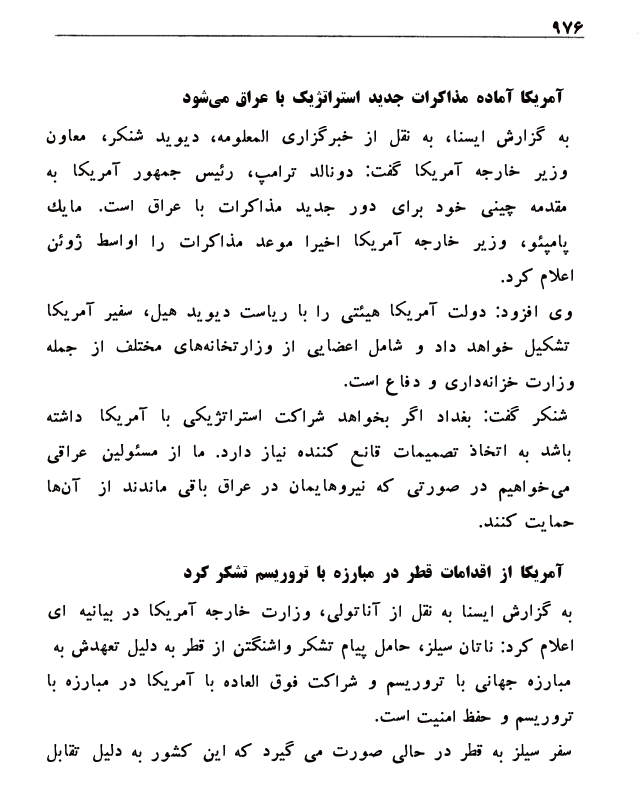 ۹۷۶
آمریکا آماده مذاکرات جدید استراتژیک با عراق می‌شود
به گزارش ایسنا، به نقل از خبرگزاری المعلومه، دیوید شنکر، معاون
وزیر خارجه آمریکا گفت: دونالد ترامپ، رئیس جمهور آمریکا به
مقدمه چینی خود برای دور جدید مذاکرات با عراق است. مایك
پامپئو، وزیر خارجه آمریکا اخیرا موعد مذاکرات را اواسط ژوئن
اعلام کرد.
وی افزود: دولت آمریکا هیئتی را با ریاست دیوید هیل، سفیر آمریکا
تشکیل خواهد داد و شامل اعضایی از وزارتخانه‌های مختلف از جمله
وزارت خزانه‌داری و دفاع است.
شنکر گفت: بغداد اگر بخواهد شراکت استراتژیکی با آمریکا داشته
باشد به اتخاذ تصمیمات قانع کننده نیاز دارد. ما از مسئولین عراقی
می‌خواهیم در صورتی که نیروهایمان در عراق باقی ماندند از آن‌ها
حمایت کنند.
آمریکا از اقدامات قطر در مبارزه با تروریسم تشکر کرد
به گزارش ایسنا به نقل از آناتولی، وزارت خارجه آمریکا در بیانیه ای
اعلام کرد: ناتان سیلز، حامل پیام تشکر واشنگتن از قطر به دلیل تعهدش به
مبارزه جهانی با تروریسم و شراکت فوق العاده با آمریکا در مبارزه با
تروریسم و حفظ امنیت است.
سفر سیلز به قطر در حالی صورت می گیرد که این کشور به دلیل تقابل